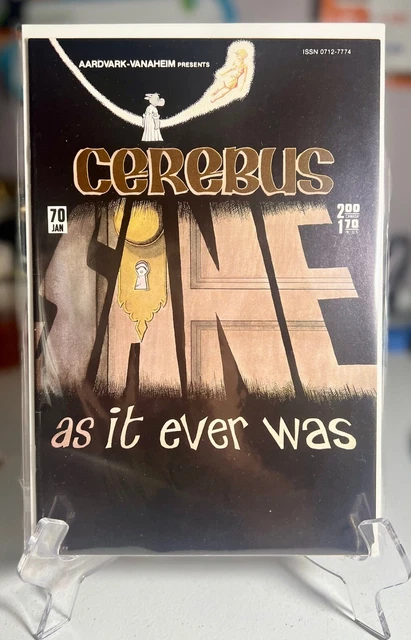 AARDVARK-VANAHEIM PRESENTS
ISSN 0712-7774
CEREBUS
70
JAN
2.00
1.70
SANE
as it ever was